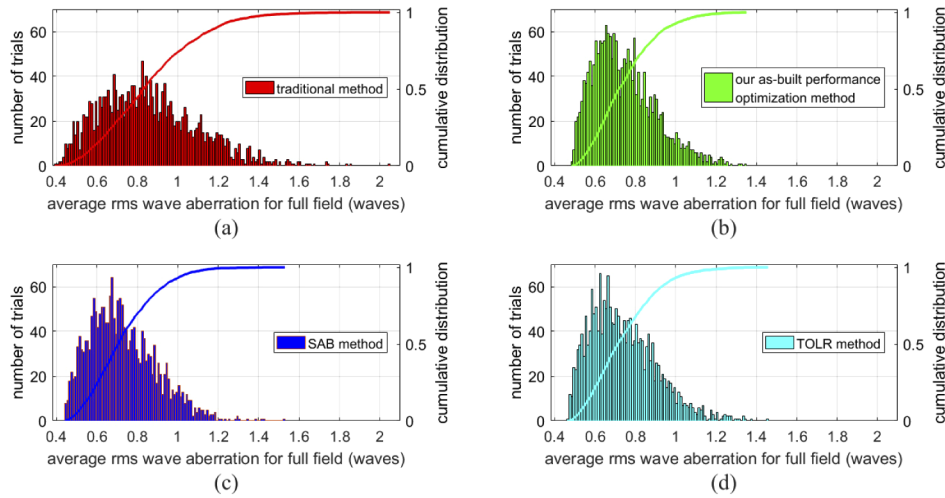 60
40
20
0
number of trials
traditional method
1
0.5
0
cumulative distribution
0.4 0.6 0.8 1 1.2 1.4 1.6 1.8 2
average rms wave aberration for full field (waves)
(a)
60
40
20
0
number of trials
our as-built performance
optimization method
1
0.5
0
cumulative distribution
0.4 0.6 0.8 1 1.2 1.4 1.6 1.8 2
average rms wave aberration for full field (waves)
(b)
60
40
20
0
number of trials
SAB method
1
0.5
0
cumulative distribution
0.4 0.6 0.8 1 1.2 1.4 1.6 1.8 2
average rms wave aberration for full field (waves)
(c)
60
40
20
0
number of trials
TOLR method
1
0.5
0
cumulative distribution
0.4 0.6 0.8 1 1.2 1.4 1.6 1.8 2
average rms wave aberration for full field (waves)
(d)